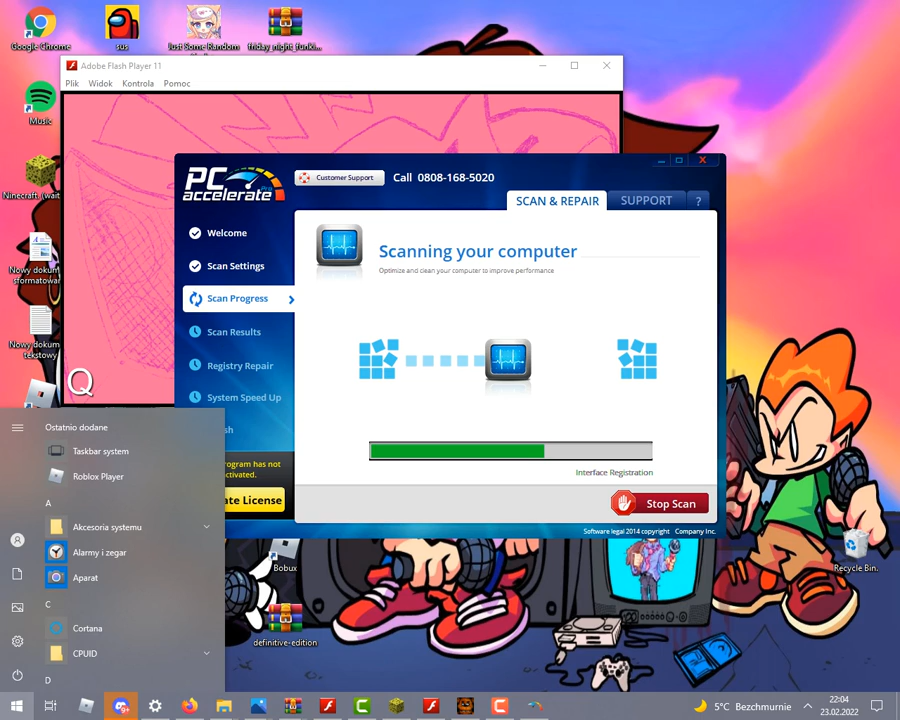 Google Chrome
sus
Just Some Random
friday_night_funki...
Adobe Flash Player 11
Plik Widok Kontrola Pomoc
Music
Ninecraft (wait
Nowy dokum
sformatowar
Nowy dokum
tekstowy
Q
PC
accelerate Pro
Customer Support
Call 0808-168-5020
SCAN & REPAIR
SUPPORT
?
Welcome
Scan Settings
Scan Progress
Scan Results
Registry Repair
System Speed Up
sh
rogram has not
ctivated.
ate License
Scanning your computer
Optimize and clean your computer to improve performance
Interface Registration
Stop Scan
Software legal 2014 copyright Company Inc.
Ostatnio dodane
Taskbar system
Roblox Player
A
Akcesoria systemu
Alarmy i zegar
Aparat
C
Cortana
CPUID
D
Bobux
definitive-edition
Recycle Bin.
5°C Bezchmurnie
22:04
23.02.2022